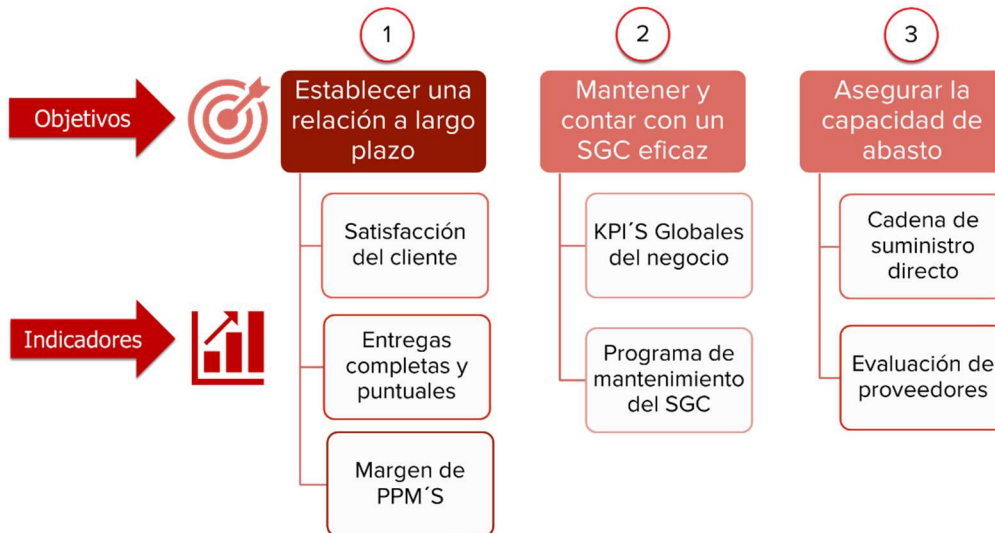 1
2
3
Objetivos
Establecer una
relación a largo
plazo
Mantener y
contar con un
SGC eficaz
Asegurar la
capacidad de
abasto
Indicadores
Satisfacción
del cliente
Entregas
completas y
puntuales
Margen de
PPM´S
KPI´S Globales
del negocio
Programa de
mantenimiento
del SGC
Cadena de
suministro
directo
Evaluación de
proveedores